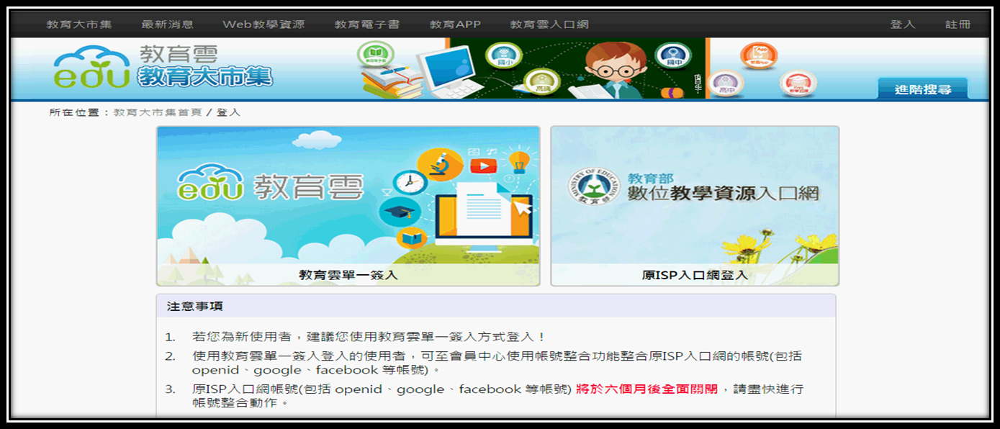 教育大市集 最新消息 Web教學資源 教育電子書 教育APP 教育雲入口網 登入 註冊
edu 教育雲
教育大市集
國小
國中
高職
高中
值日生:
進階搜尋
所在位置：教育大市集首頁 / 登入
edu 教育雲
教育雲單一簽入
MINISTRY OF EDUCATION
教育部
教育部
數位教學資源入口網
原ISP入口網登入
注意事項
1. 若您為新使用者，建議您使用教育雲單一簽入方式登入！
2. 使用教育雲單一簽入登入的使用者，可至會員中心使用帳號整合功能整合原ISP入口網的帳號(包括
openid、google、facebook 等帳號)。
3. 原ISP入口網帳號(包括 openid、google、facebook 等帳號) 將於六個月後全面關閉，請盡快進行
帳號整合動作。